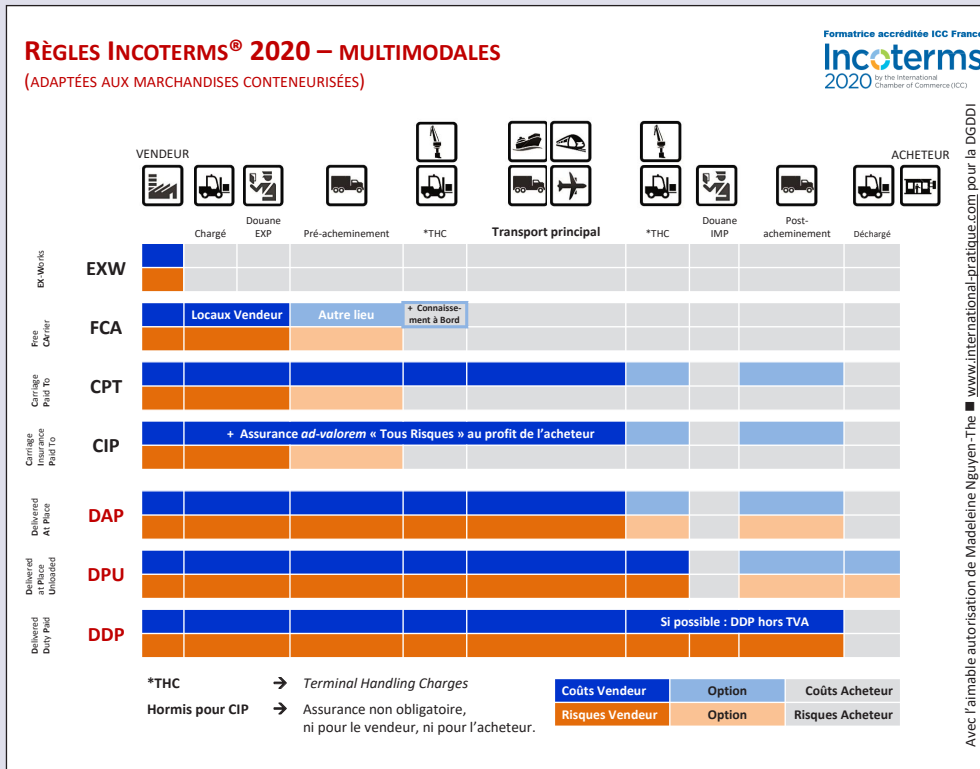 RÈGLES INCOTERMS® 2020 – MULTIMODALES
(ADAPTÉES AUX MARCHANDISES CONTENEURISÉES)
Formatrice accréditée ICC France
Incoterms
2020 by the International
Chamber of Commerce (ICC)
VENDEUR
ACHETEUR
Chargé
Douane
EXP
Pré-acheminement
*THC
Transport principal
*THC
Douane
IMP
Post-
acheminement
Déchargé
EX-Works
EXW
Free
CArrier
FCA
Locaux Vendeur
Autre lieu
+ Connaisse-
ment à Bord
Carriage
Paid To
CPT
Carriage
Insurance
Paid To
CIP
+ Assurance ad-valorem « Tous Risques » au profit de l’acheteur
Delivered
At Place
DAP
Delivered
at Place
Unloaded
DPU
Delivered
Duty Paid
DDP
Si possible : DDP hors TVA
*THC → Terminal Handling Charges
Hormis pour CIP → Assurance non obligatoire,
ni pour le vendeur, ni pour l’acheteur.
Coûts Vendeur Option Coûts Acheteur
Risques Vendeur Option Risques Acheteur
Avec l’aimable autorisation de Madeleine Nguyen-The ■ www.international-pratique.com pour la DGDDI